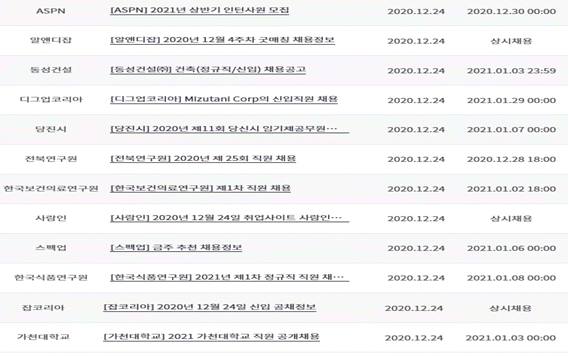 ASPN [ASPN] 2021년 상반기 인턴사원 모집 2020.12.24 2020.12.30 00:00
알앤디잡 [알앤디잡] 2020년 12월 4주차 굿매칭 채용정보 2020.12.24 상시채용
동성건설 [동성건설㈜] 건축(정규직/신입) 채용공고 2020.12.24 2021.01.03 23:59
디그업코리아 [디그업코리아] Mizutani Corp의 신입직원 채용 2020.12.24 2021.01.29 00:00
당진시 [당진시] 2020년 제11회 당진시 임기제공무원… 2020.12.24 2021.01.07 00:00
전북연구원 [전북연구원] 2020년 제 25회 직원 채용 2020.12.24 2020.12.28 18:00
한국보건의료연구원 [한국보건의료연구원] 제1차 직원 채용 2020.12.24 2021.01.02 18:00
사람인 [사람인] 2020년 12월 24일 취업사이트 사람인… 2020.12.24 상시채용
스펙업 [스펙업] 금주 추천 채용정보 2020.12.24 2021.01.06 00:00
한국식품연구원 [한국식품연구원] 2021년 제1차 정규직 직원 채… 2020.12.24 2021.01.08 00:00
잡코리아 [잡코리아] 2020년 12월 24일 신입 공채정보 2020.12.24 상시채용
가천대학교 [가천대학교] 2021 가천대학교 직원 공개채용 2020.12.24 2021.01.03 00:00